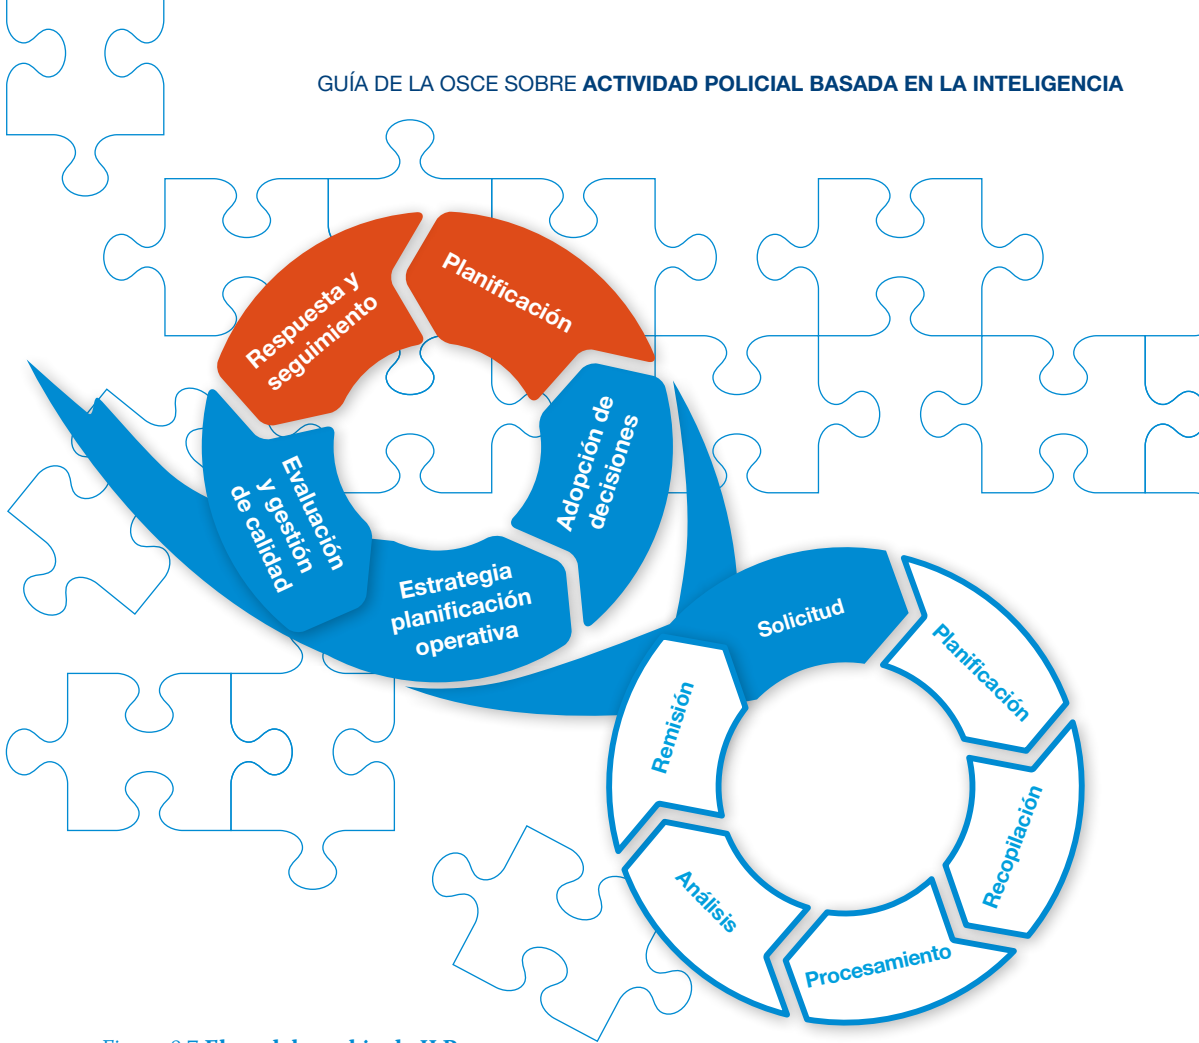 GUÍA DE LA OSCE SOBRE ACTIVIDAD POLICIAL BASADA EN LA INTELIGENCIA
Respuesta y
seguimiento
Planificación
Adopción de
decisiones
Estrategia
planificación
operativa
Evaluación
y gestión
de calidad
Solicitud
Planificación
Recopilación
Procesamiento
Análisis
Remisión